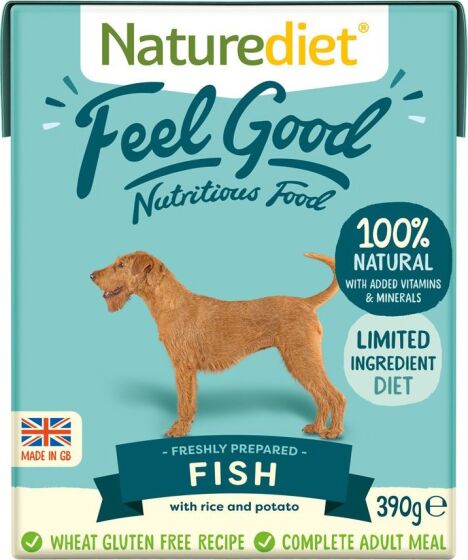 Naturediet®
Feel Good
Nutritious Food
100%
NATURAL
WITH ADDED VITAMINS
& MINERALS
LIMITED
INGREDIENT
DIET
MADE IN GB
- FRESHLY PREPARED -
FISH
with rice and potato
390g℮
WHEAT GLUTEN FREE RECIPE
COMPLETE ADULT MEAL